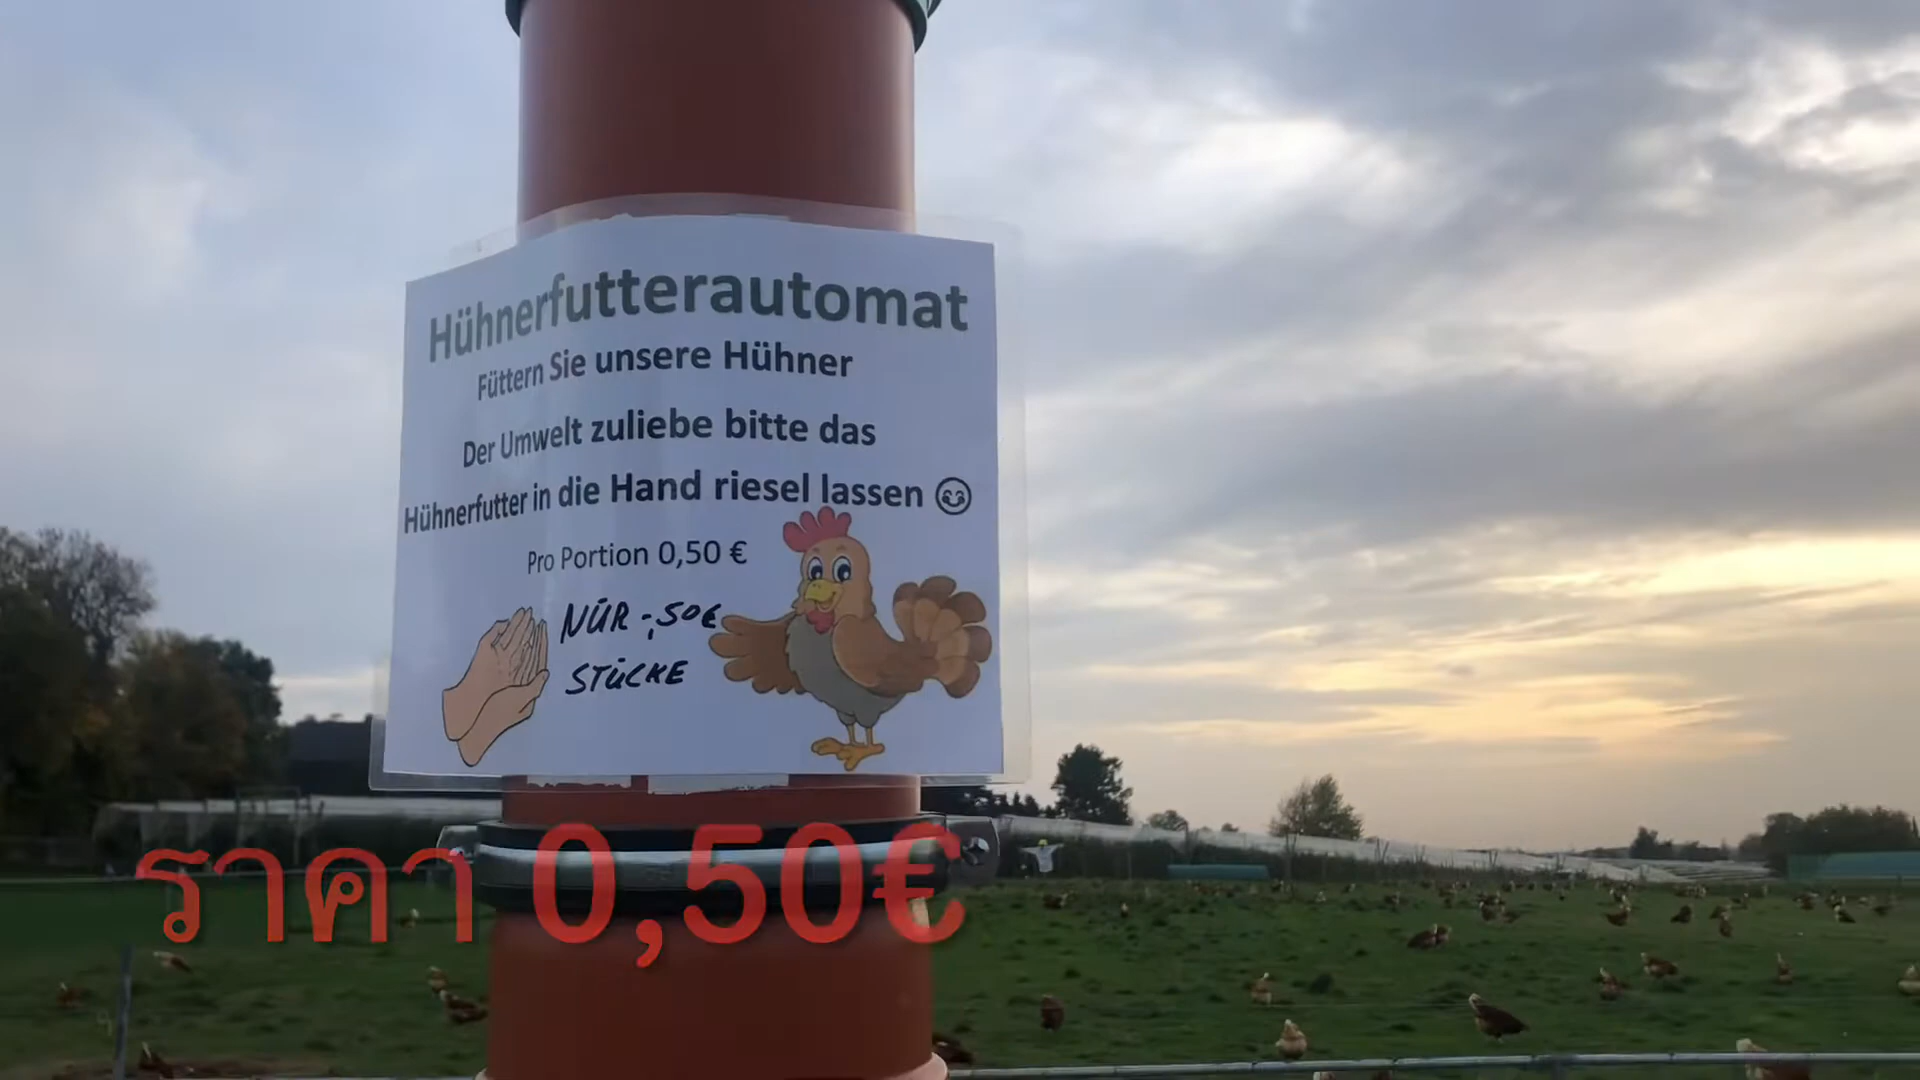 Hühnerfutterautomat
Füttern Sie unsere Hühner
Der Umwelt zuliebe bitte das
Hühnerfutter in die Hand riesel lassen 😊
Pro Portion 0,50 €
NÜR -,50€
STÜCKE
ราคา 0,50€